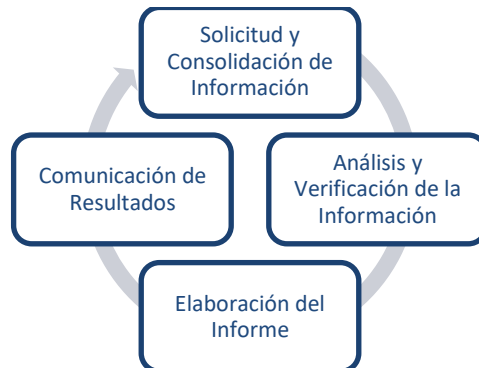 Solicitud y
Consolidación de
Información
Análisis y
Verificación de la
Información
Elaboración del
Informe
Comunicación de
Resultados